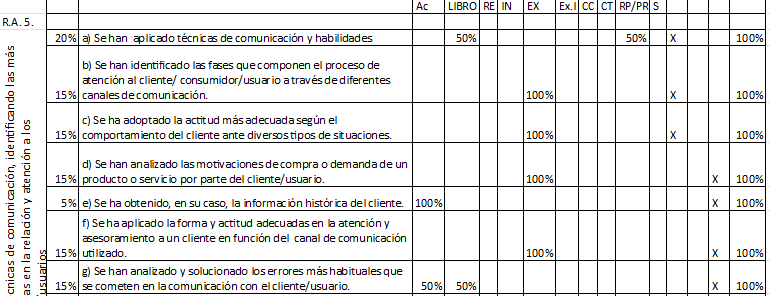 Ac LIBRO RE IN EX Ex.I CC CT RP/PR S
R.A. 5.
20% a) Se han aplicado técnicas de comunicación y habilidades 50% 50% X 100%
b) Se han identificado las fases que componen el proceso de
atención al cliente/ consumidor/usuario a través de diferentes
15% canales de comunicación. 100% X 100%
c) Se ha adoptado la actitud más adecuada según el
15% comportamiento del cliente ante diversos tipos de situaciones. 100% X 100%
d) Se han analizado las motivaciones de compra o demanda de un
15% producto o servicio por parte del cliente/usuario. 100% X 100%
5% e) Se ha obtenido, en su caso, la información histórica del cliente. 100% X 100%
f) Se ha aplicado la forma y actitud adecuadas en la atención y
asesoramiento a un cliente en función del canal de comunicación
15% utilizado. 100% X 100%
g) Se han analizado y solucionado los errores más habituales que
15% se cometen en la comunicación con el cliente/usuario. 50% 50% X 100%
cnicas de comunicación, identificando las más
as en la relación y atención a los
/usuarios